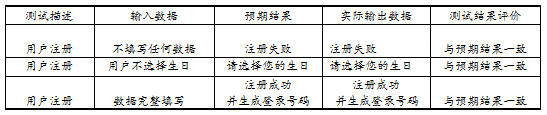 测试描述 输入数据 预期结果 实际输出数据 测试结果评价
用户注册 不填写任何数据 注册失败 注册失败 与预期结果一致
用户注册 用户不选择生日 请选择您的生日 请选择您的生日 与预期结果一致
注册成功 注册成功
用户注册 数据完整填写 并生成登录号码 并生成登录号码 与预期结果一致